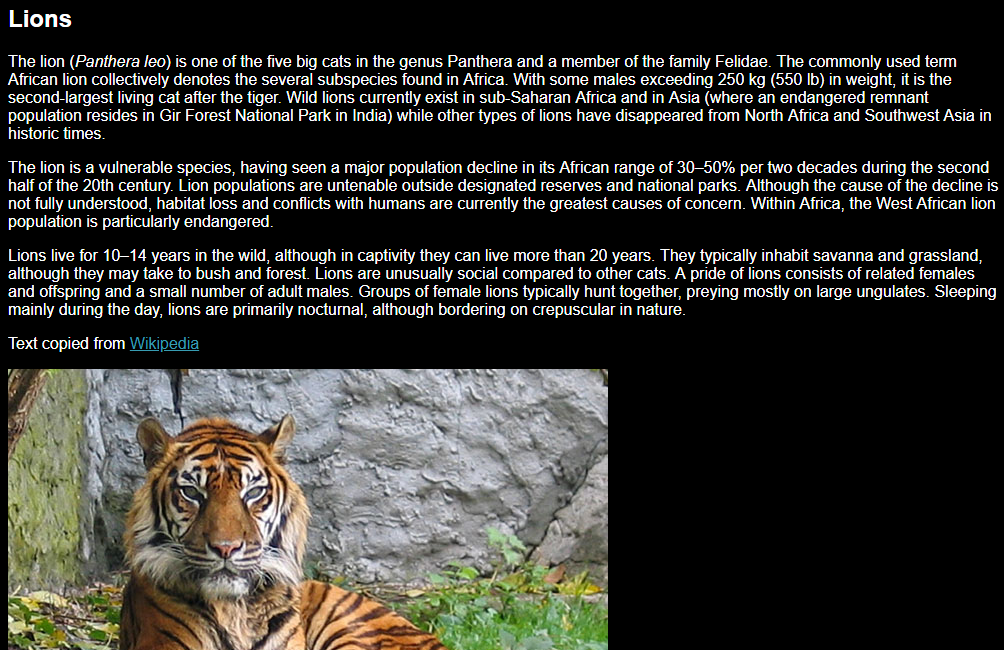 Lions
The lion (Panthera leo) is one of the five big cats in the genus Panthera and a member of the family Felidae. The commonly used term
African lion collectively denotes the several subspecies found in Africa. With some males exceeding 250 kg (550 lb) in weight, it is the
second-largest living cat after the tiger. Wild lions currently exist in sub-Saharan Africa and in Asia (where an endangered remnant
population resides in Gir Forest National Park in India) while other types of lions have disappeared from North Africa and Southwest Asia in
historic times.
The lion is a vulnerable species, having seen a major population decline in its African range of 30–50% per two decades during the second
half of the 20th century. Lion populations are untenable outside designated reserves and national parks. Although the cause of the decline is
not fully understood, habitat loss and conflicts with humans are currently the greatest causes of concern. Within Africa, the West African lion
population is particularly endangered.
Lions live for 10–14 years in the wild, although in captivity they can live more than 20 years. They typically inhabit savanna and grassland,
although they may take to bush and forest. Lions are unusually social compared to other cats. A pride of lions consists of related females
and offspring and a small number of adult males. Groups of female lions typically hunt together, preying mostly on large ungulates. Sleeping
mainly during the day, lions are primarily nocturnal, although bordering on crepuscular in nature.
Text copied from Wikipedia